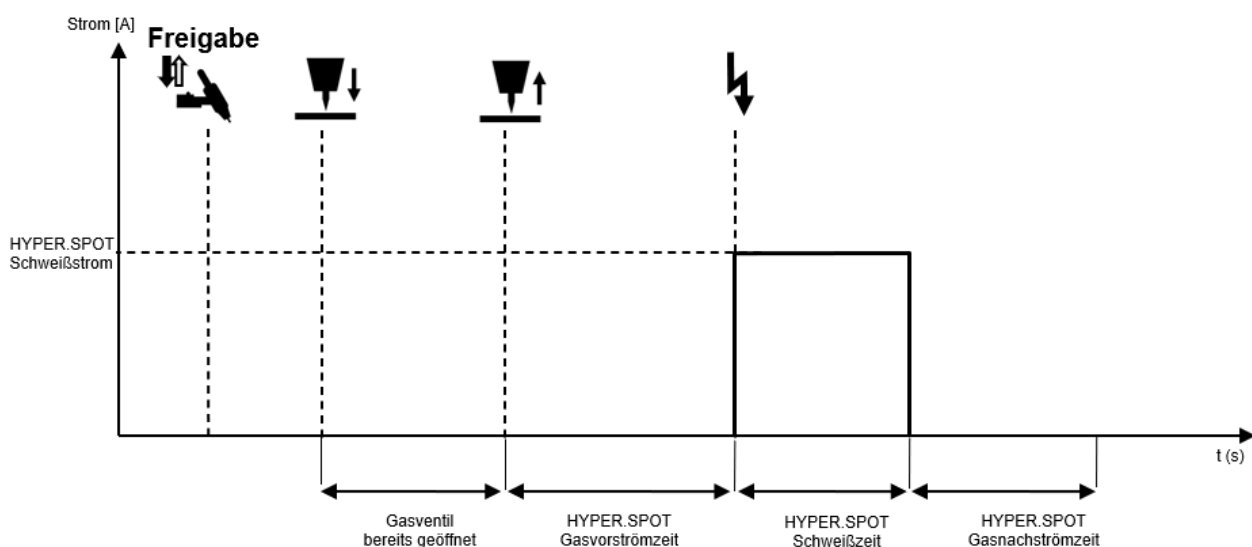 Strom [A]
Freigabe
HYPER.SPOT
Schweißstrom
t (s)
Gasventil
bereits geöffnet
HYPER.SPOT
Gasvorströmzeit
HYPER.SPOT
Schweißzeit
HYPER.SPOT
Gasnachströmzeit